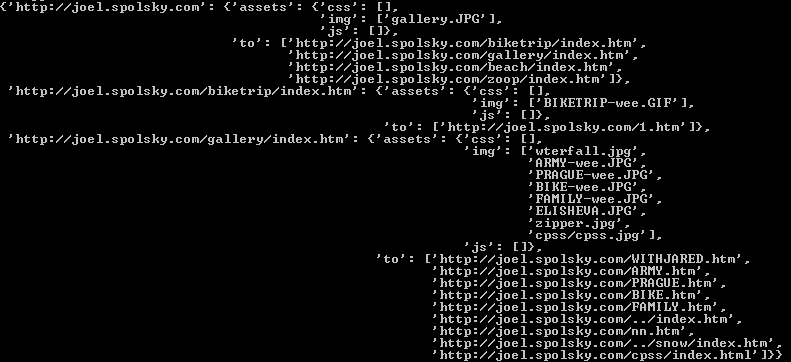 {'http://joel.spolsky.com': {'assets': {'css': [],
'img': ['gallery.JPG'],
'js': []},
'to': ['http://joel.spolsky.com/biketrip/index.htm',
'http://joel.spolsky.com/gallery/index.htm',
'http://joel.spolsky.com/beach/index.htm',
'http://joel.spolsky.com/zoop/index.htm']},
'http://joel.spolsky.com/biketrip/index.htm': {'assets': {'css': [],
'img': ['BIKETRIP-wee.GIF'],
'js': []},
'to': ['http://joel.spolsky.com/1.htm']},
'http://joel.spolsky.com/gallery/index.htm': {'assets': {'css': [],
'img': ['wterfall.jpg',
'ARMY-wee.JPG',
'PRAGUE-wee.JPG',
'BIKE-wee.JPG',
'FAMILY-wee.JPG',
'ELISHEVA.JPG',
'zipper.jpg',
'cpss/cpss.jpg'],
'js': []},
'to': ['http://joel.spolsky.com/WITHJARED.htm',
'http://joel.spolsky.com/ARMY.htm',
'http://joel.spolsky.com/PRAGUE.htm',
'http://joel.spolsky.com/BIKE.htm',
'http://joel.spolsky.com/FAMILY.htm',
'http://joel.spolsky.com/../index.htm',
'http://joel.spolsky.com/nn.htm',
'http://joel.spolsky.com/../snow/index.htm',
'http://joel.spolsky.com/cpss/index.html']}}